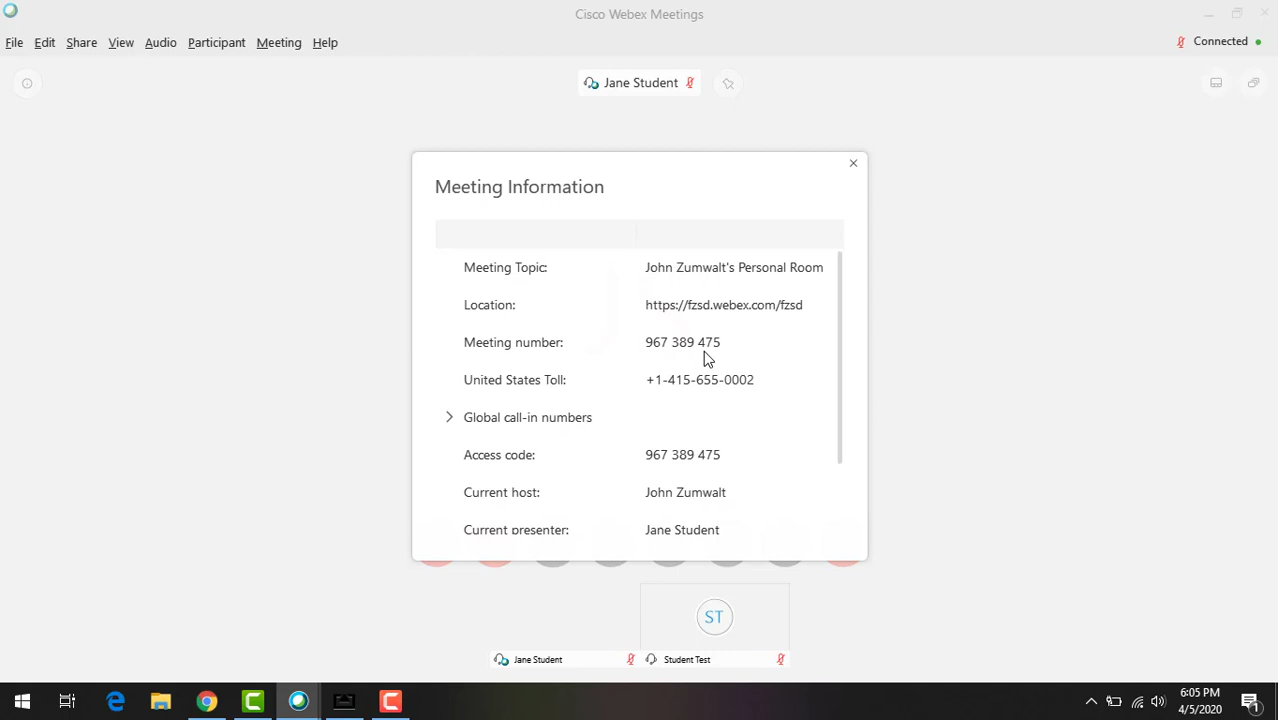 Cisco Webex Meetings
File Edit Share View Audio Participant Meeting Help
Connected
Jane Student
Meeting Information
Meeting Topic: John Zumwalt's Personal Room
Location: https://fzsd.webex.com/fzsd
Meeting number: 967 389 475
United States Toll: +1-415-655-0002
Global call-in numbers
Access code: 967 389 475
Current host: John Zumwalt
Current presenter: Jane Student
ST
Jane Student
Student Test
6:05 PM
4/5/2020
1